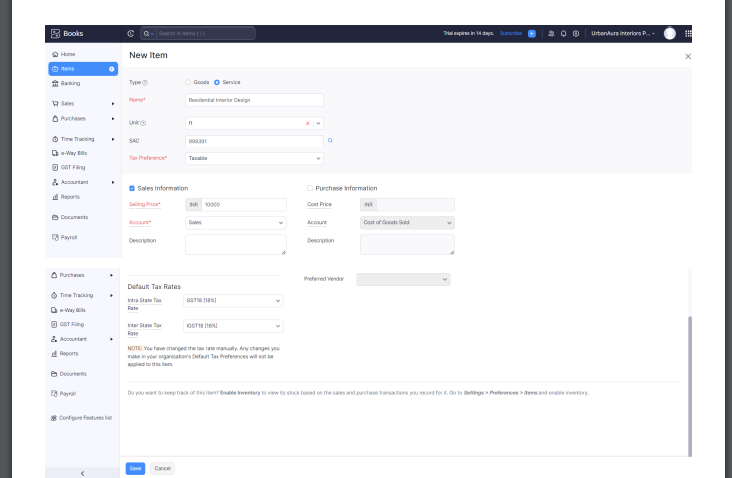 Books
Search in Items ( / )
Trial expires in 14 days. Subscribe
UrbanAura Interiors P...
Home
Items
Banking
Sales
Purchases
Time Tracking
e-Way Bills
GST Filing
Accountant
Reports
Documents
Payroll
New Item
Type
Goods Service
Name*
Residential Interior Design
Unit
ft
SAC
998391
Tax Preference*
Taxable
Sales Information
Purchase Information
Selling Price*
INR 10000
Cost Price
INR
Account*
Sales
Account
Cost of Goods Sold
Description
Description
Purchases
Time Tracking
e-Way Bills
GST Filing
Accountant
Reports
Documents
Payroll
Configure Features list
Preferred Vendor
Default Tax Rates
Intra State Tax
Rate
GST18 [18%]
Inter State Tax
Rate
IGST18 [18%]
NOTE: You have changed the tax rate manually. Any changes you
make in your organisation's Default Tax Preferences will not be
applied to this item.
Do you want to keep track of this item? Enable Inventory to view its stock based on the sales and purchase transactions you record for it. Go to Settings > Preferences > Items and enable inventory.
Save Cancel